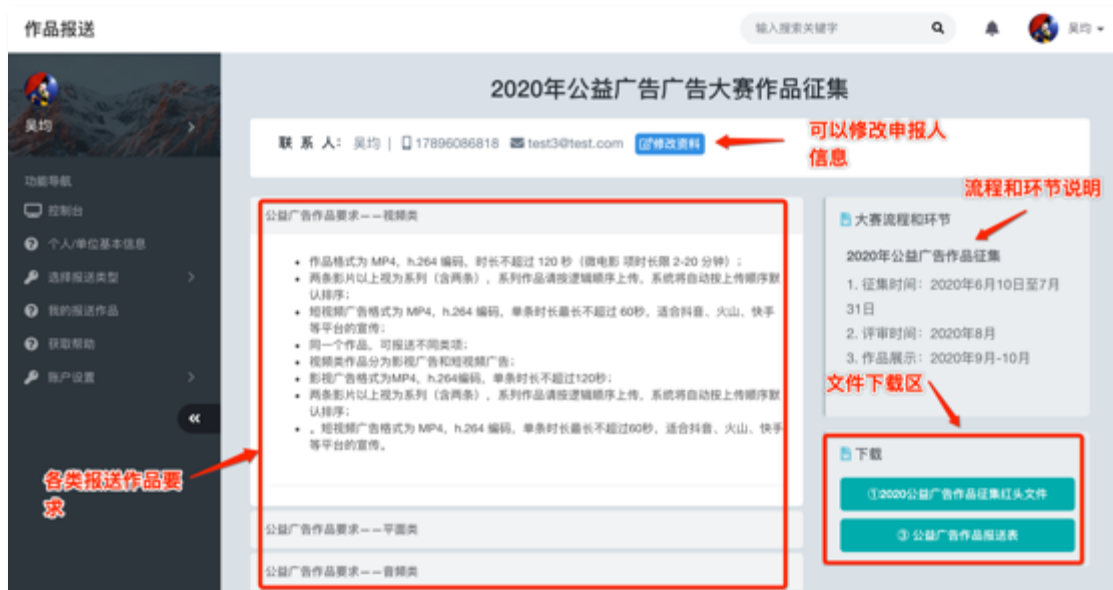 作品报送
输入搜索关键字
吴均
吴均
2020年公益广告广告大赛作品征集
联 系 人： 吴均 | 17896086818 test3@test.com 修改资料
可以修改申报人
信息
功能导航
控制台
个人/单位基本信息
选择报送类型
我的报送作品
获取帮助
账户设置
各类报送作品要
求
公益广告作品要求——视频类
作品格式为 MP4，h.264 编码，时长不超过 120 秒（微电影 项时长限 2-20 分钟）；
两条影片以上视为系列（含两条），系列作品请按逻辑顺序上传，系统将自动按上传顺序默
认排序；
短视频广告格式为 MP4，h.264 编码，单条时长最长不超过 60秒，适合抖音、火山、快手
等平台的宣传；
同一个作品，可报送不同类项；
视频类作品分为影视广告和短视频广告；
影视广告格式为MP4，h.264编码，单条时长不超过120秒；
两条影片以上视为系列（含两条），系列作品请按逻辑顺序上传，系统将自动按上传顺序默
认排序；
。短视频广告格式为 MP4，h.264 编码，单条时长最长不超过60秒，适合抖音、火山、快手
等平台的宣传。
公益广告作品要求——平面类
公益广告作品要求——音频类
流程和环节说明
大赛流程和环节
2020年公益广告作品征集
1. 征集时间：2020年6月10日至7月
31日
2. 评审时间：2020年8月
3. 作品展示：2020年9月-10月
文件下载区
下载
①2020公益广告作品征集红头文件
③ 公益广告作品报送表